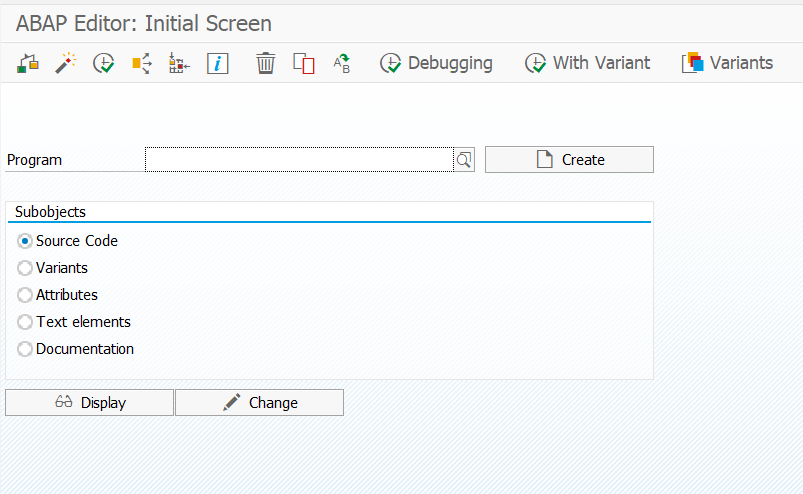 ABAP Editor: Initial Screen
i A B Debugging With Variant Variants
Program Create
Subobjects
Source Code
Variants
Attributes
Text elements
Documentation
Display Change